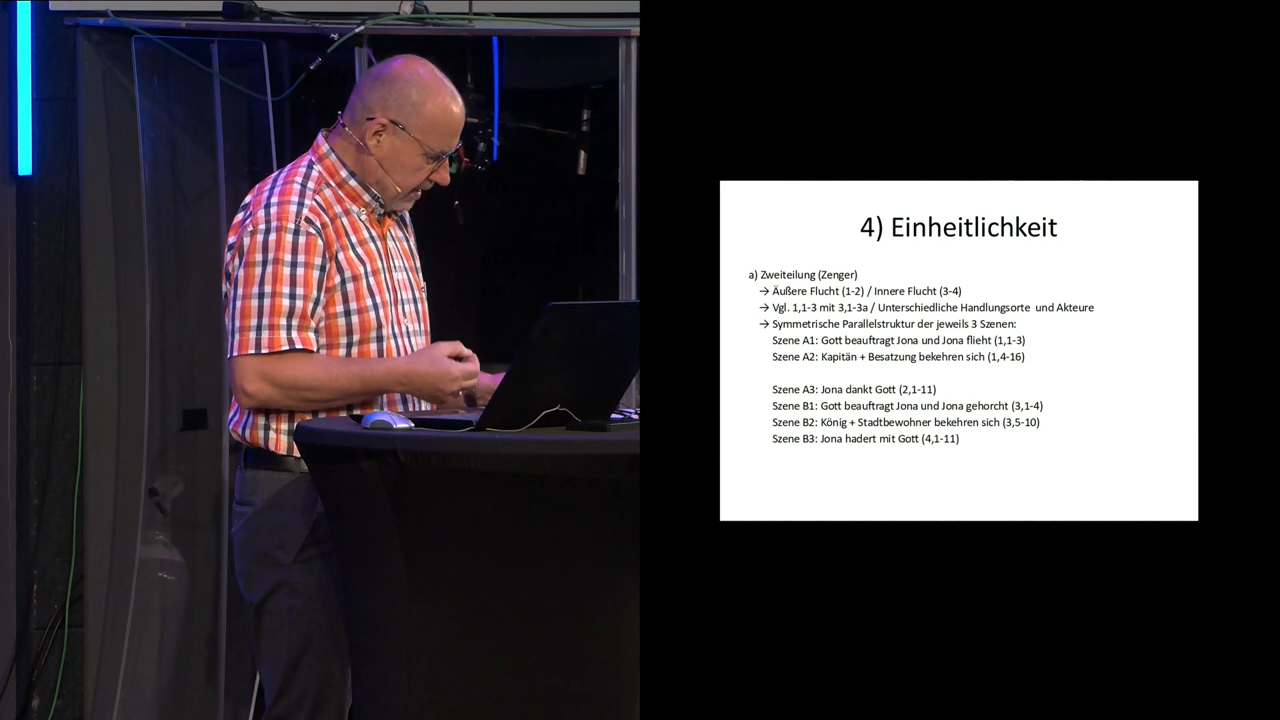 4) Einheitlichkeit
a) Zweiteilung (Zenger)
→ Äußere Flucht (1-2) / Innere Flucht (3-4)
→ Vgl. 1,1-3 mit 3,1-3a / Unterschiedliche Handlungsorte und Akteure
→ Symmetrische Parallelstruktur der jeweils 3 Szenen:
Szene A1: Gott beauftragt Jona und Jona flieht (1,1-3)
Szene A2: Kapitän + Besatzung bekehren sich (1,4-16)
Szene A3: Jona dankt Gott (2,1-11)
Szene B1: Gott beauftragt Jona und Jona gehorcht (3,1-4)
Szene B2: König + Stadtbewohner bekehren sich (3,5-10)
Szene B3: Jona hadert mit Gott (4,1-11)